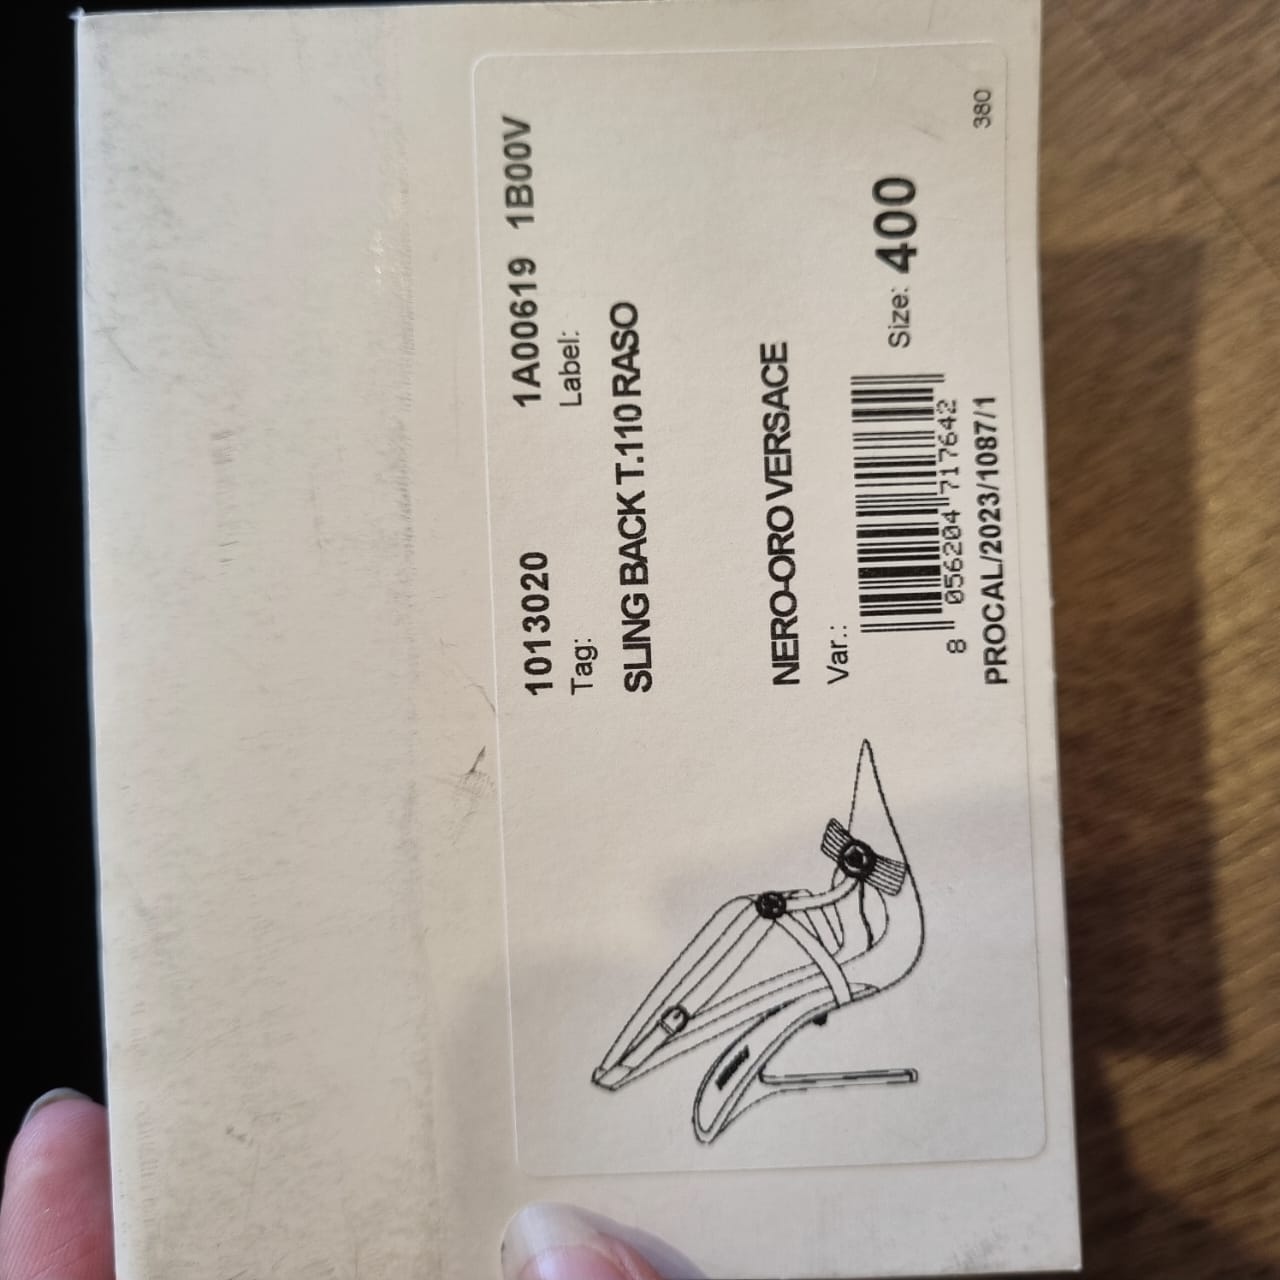 1013020 1A00619 1B00V
Tag: Label:
SLING BACK T.110 RASO
NERO-ORO VERSACE
Var.: Size: 400
8 056204 717642
PROCAL/2023/1087/1 380